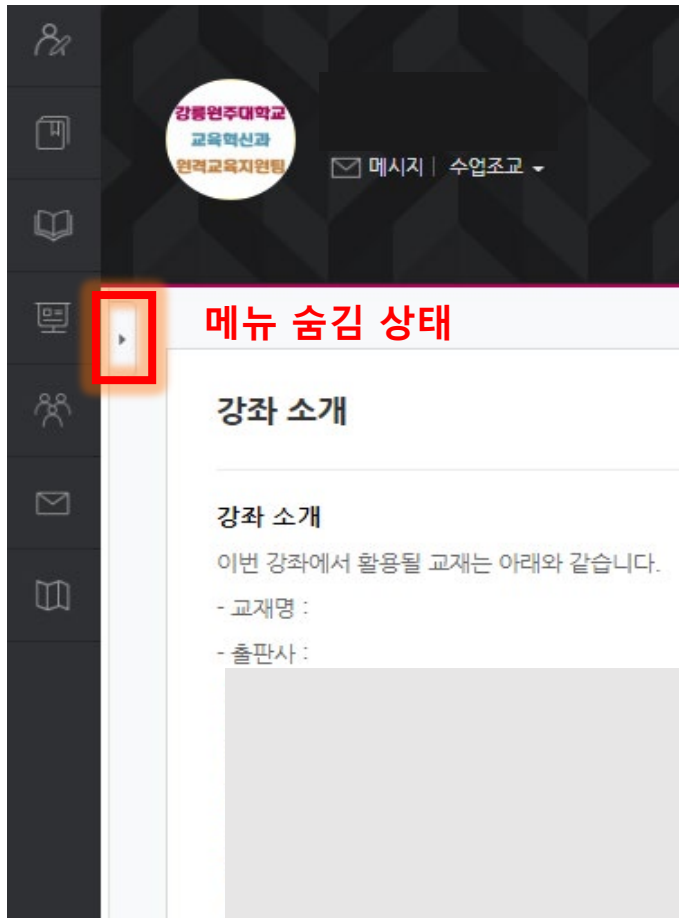 강릉원주대학교
교육혁신과
원격교육지원팀
메시지 | 수업조교
메뉴 숨김 상태
강좌 소개
강좌 소개
이번 강좌에서 활용될 교재는 아래와 같습니다.
- 교재명 :
- 출판사 :